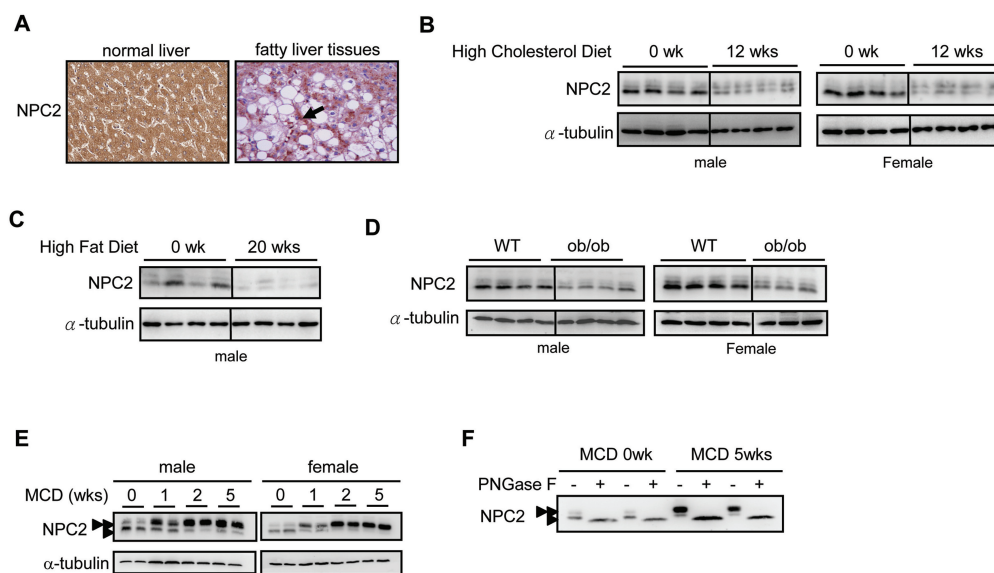 A
normal liver
fatty liver tissues
NPC2
B
High Cholesterol Diet
0 wk
12 wks
0 wk
12 wks
NPC2
α-tubulin
male
Female
C
High Fat Diet
0 wk
20 wks
NPC2
α-tubulin
male
D
WT
ob/ob
WT
ob/ob
NPC2
α-tubulin
male
Female
E
male
female
MCD (wks)
0 1 2 5 0 1 2 5
NPC2
α-tubulin
F
MCD 0wk
MCD 5wks
PNGase F
- + - + - + - +
NPC2